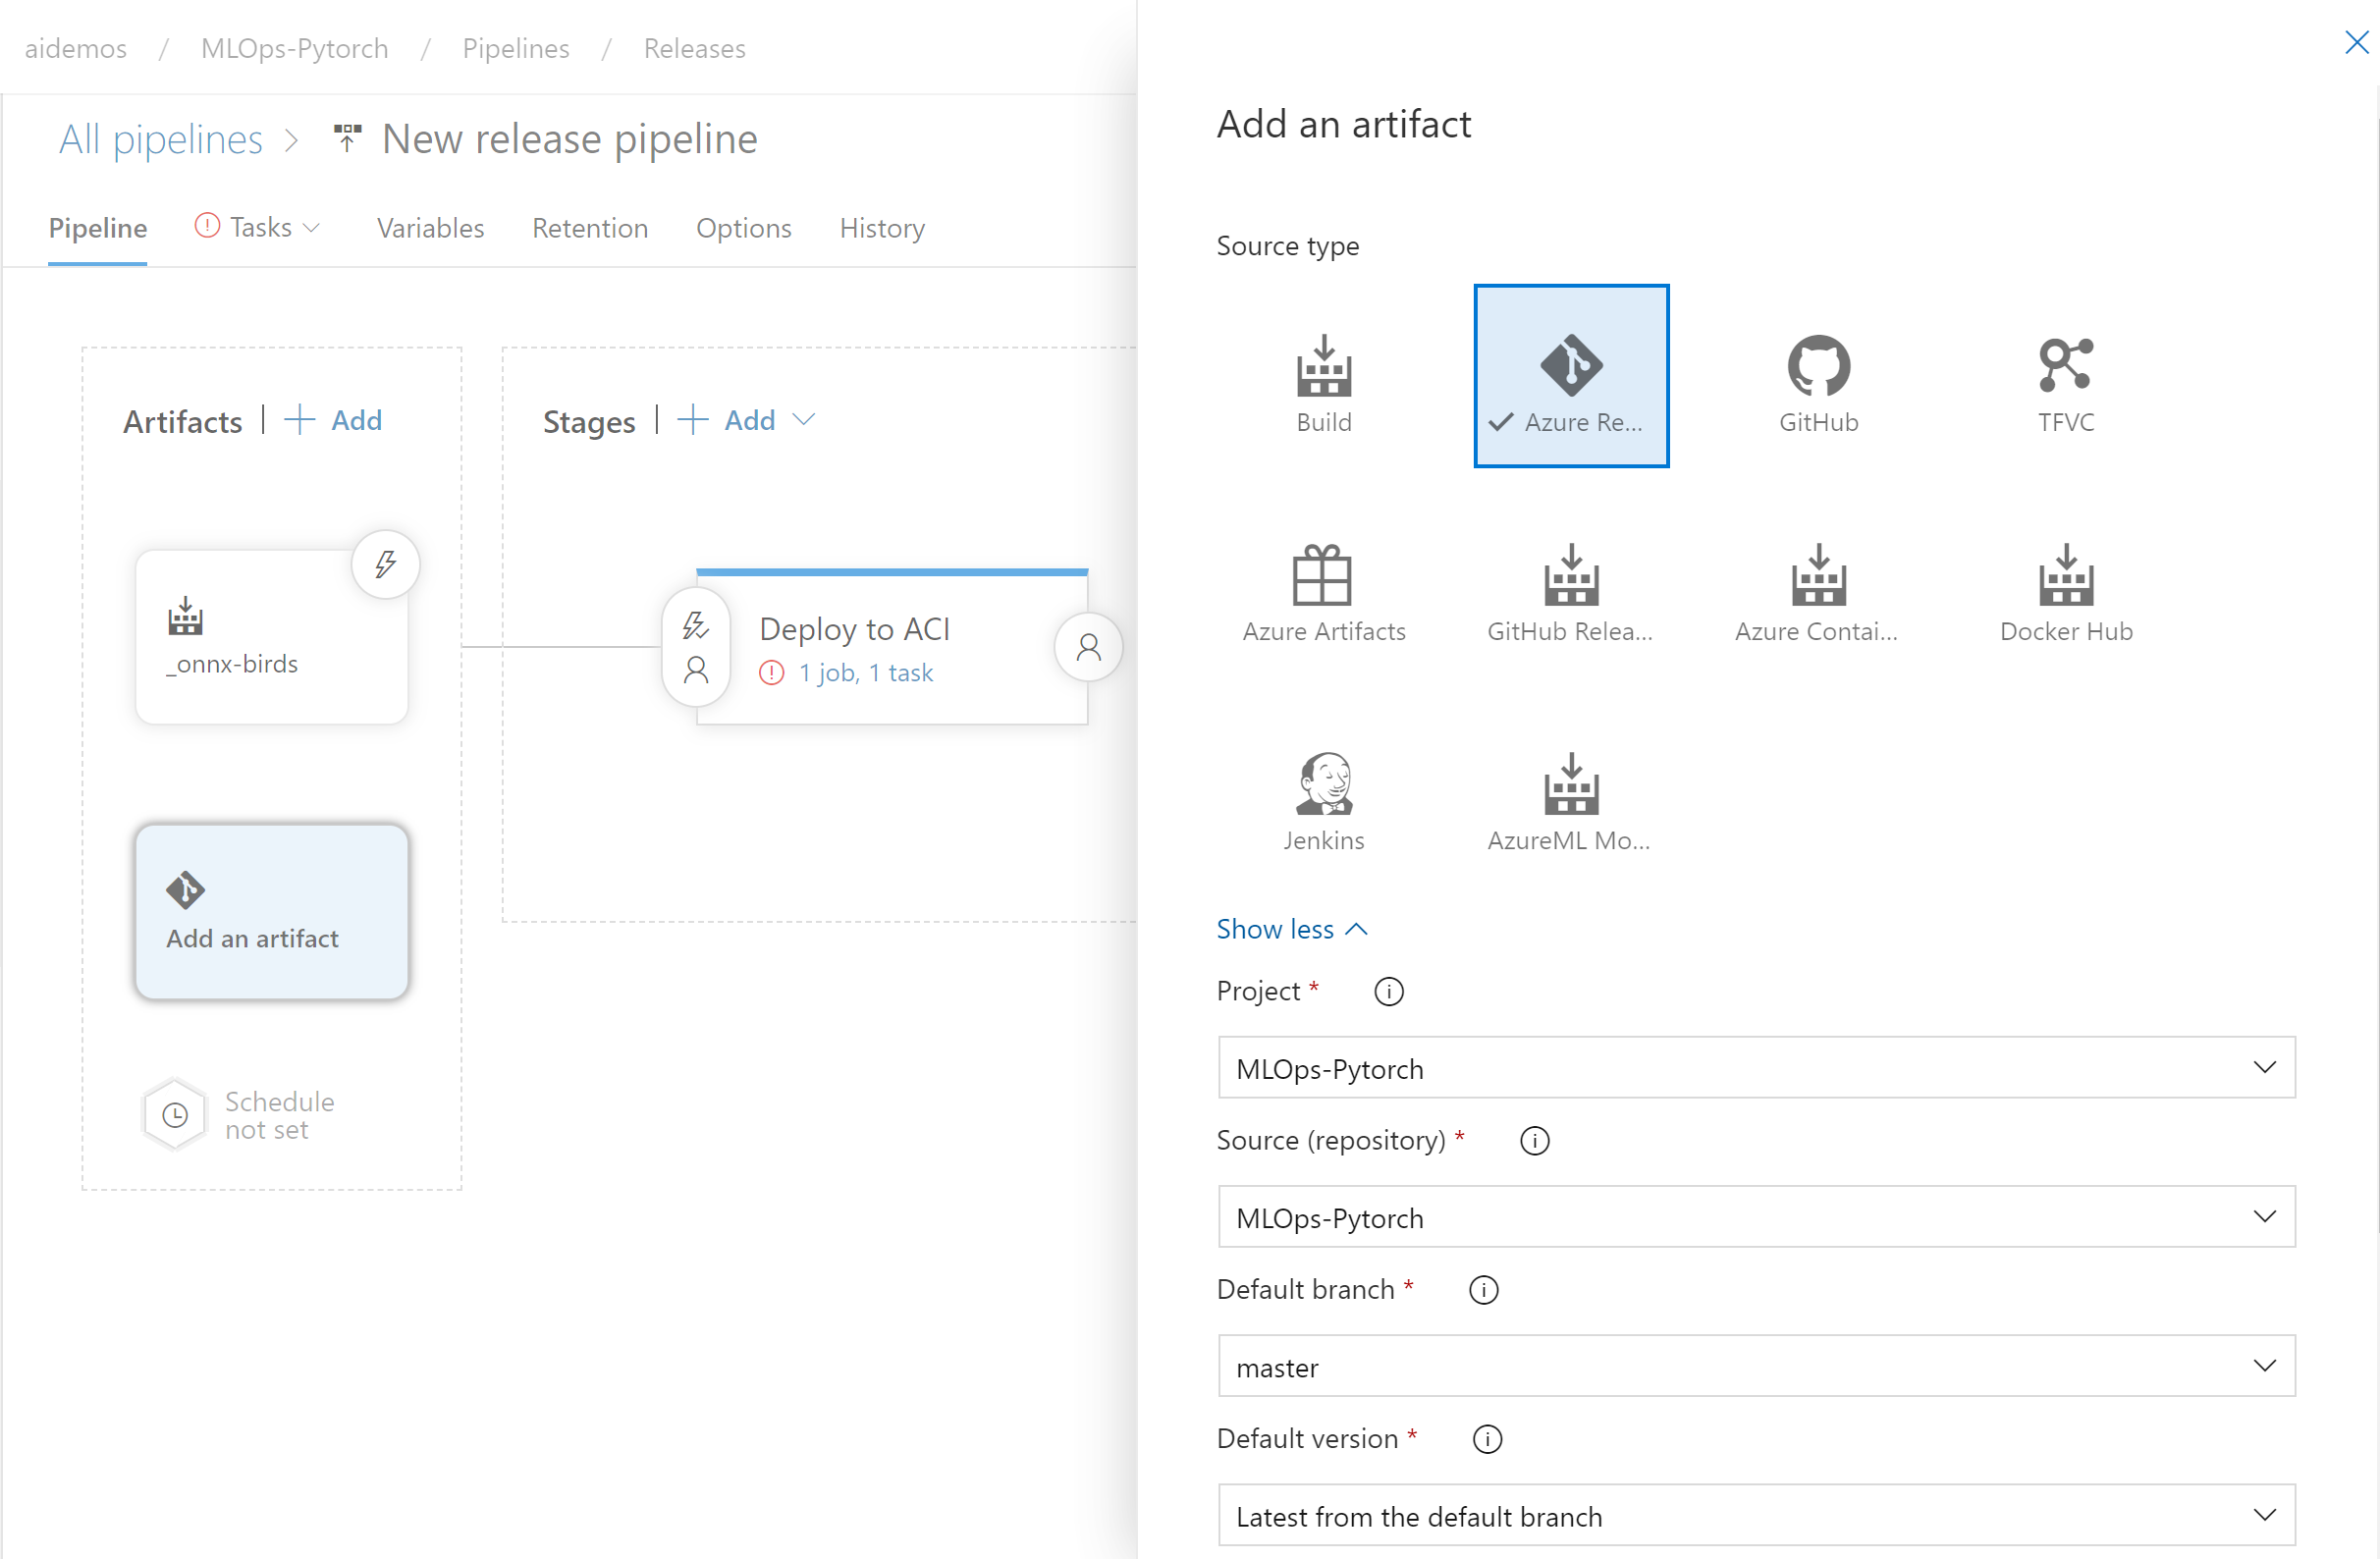 aidemos / MLOps-Pytorch / Pipelines / Releases
All pipelines > New release pipeline
Pipeline Tasks Variables Retention Options History
Artifacts | + Add
Stages | + Add
_onnx-birds
Deploy to ACI
1 job, 1 task
Add an artifact
Schedule
not set
Add an artifact
Source type
Build
Azure Re...
GitHub
TFVC
Azure Artifacts
GitHub Relea...
Azure Contai...
Docker Hub
Jenkins
AzureML Mo...
Show less
Project *
MLOps-Pytorch
Source (repository) *
MLOps-Pytorch
Default branch *
master
Default version *
Latest from the default branch